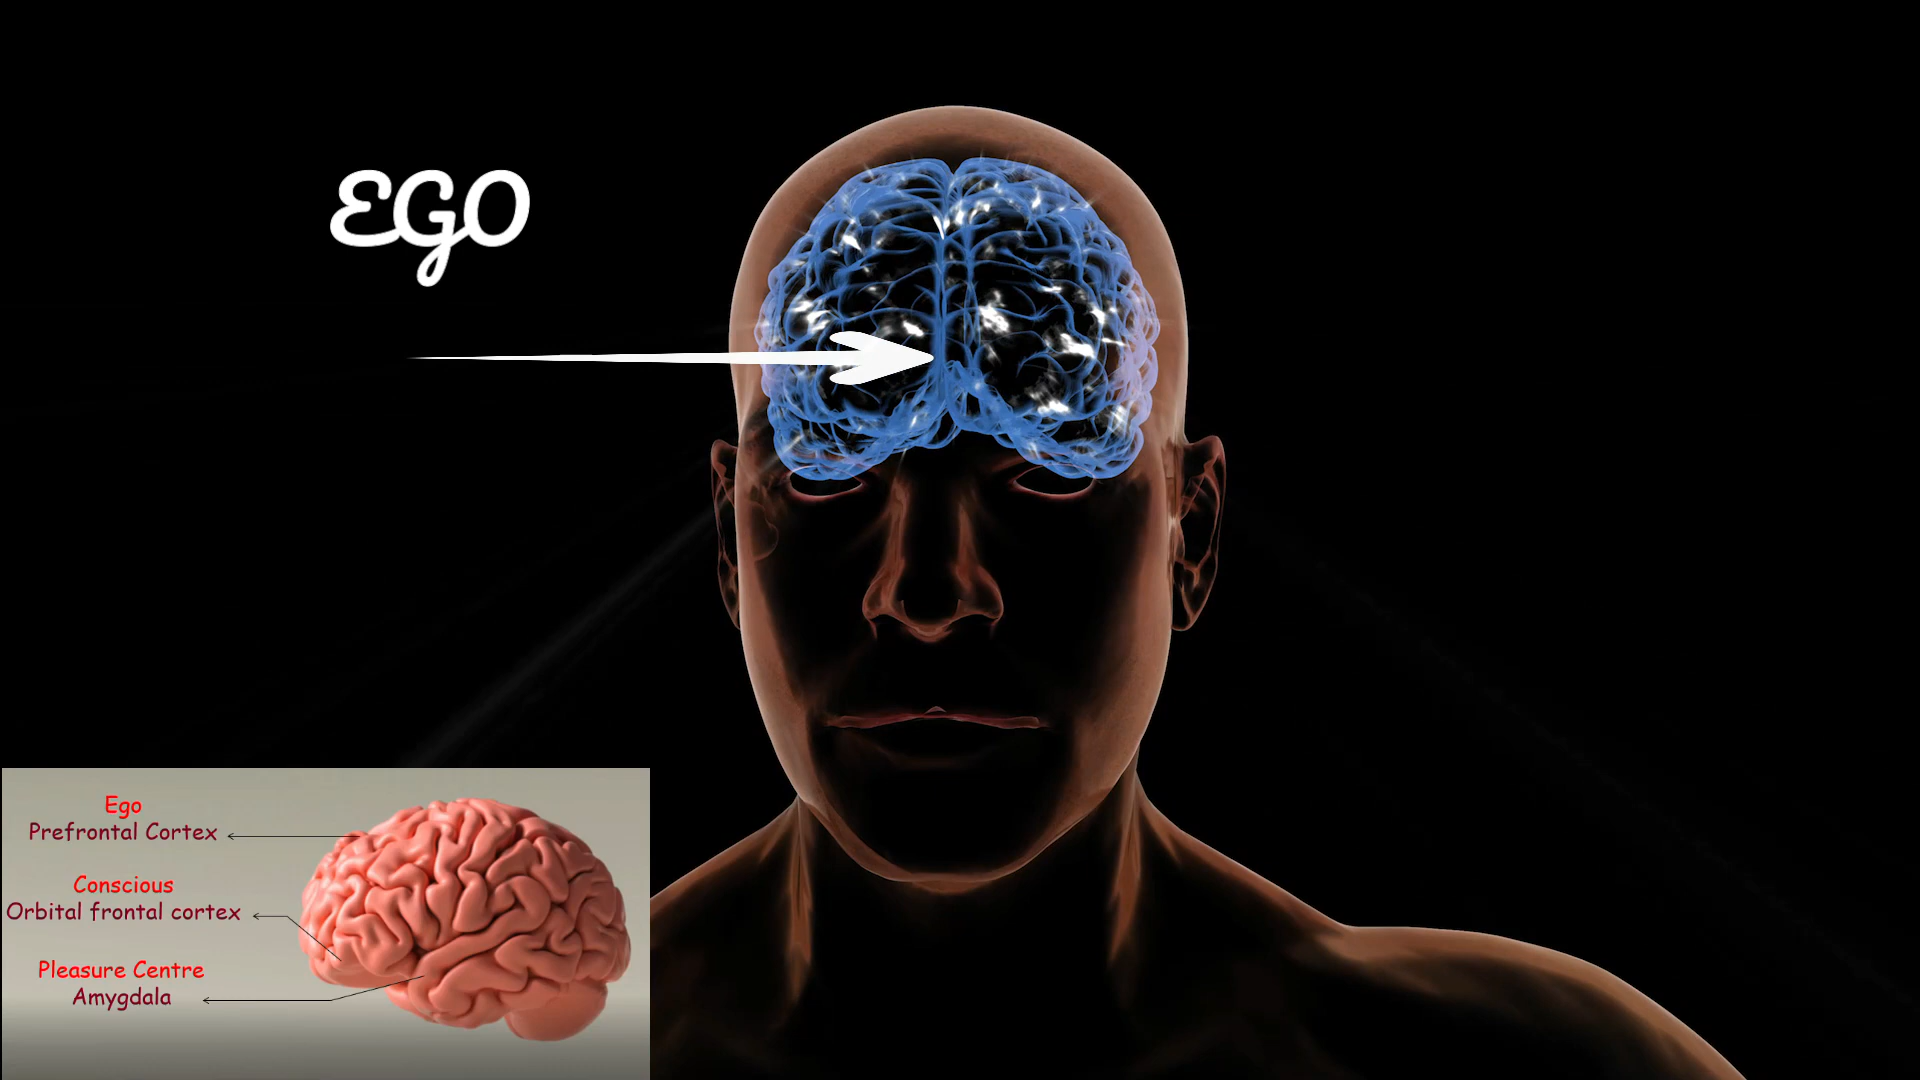 EGO
Ego
Prefrontal Cortex
Conscious
Orbital frontal cortex
Pleasure Centre
Amygdala